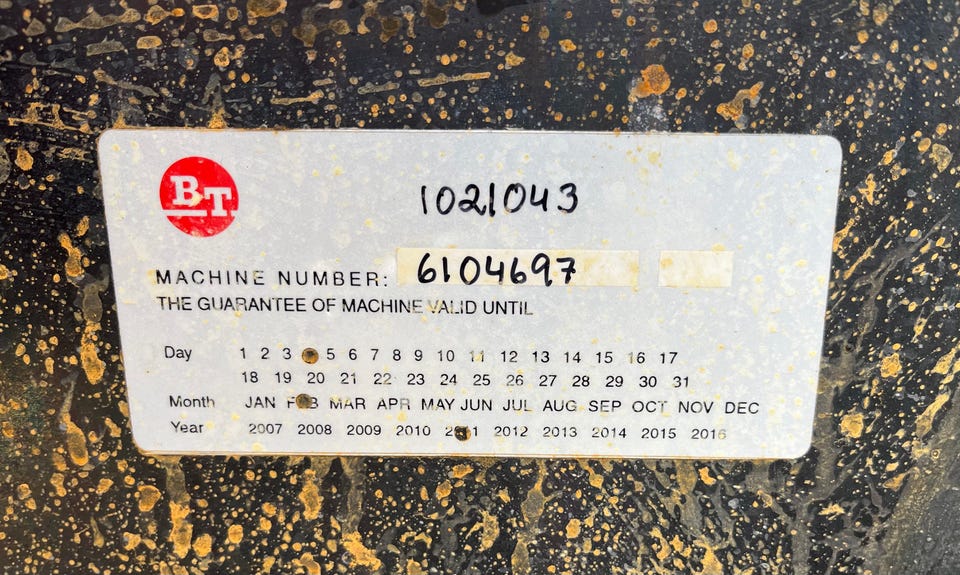 BT
1021043
MACHINE NUMBER: 6104697
THE GUARANTEE OF MACHINE VALID UNTIL
Day 1 2 3 5 6 7 8 9 10 11 12 13 14 15 16 17
18 19 20 21 22 23 24 25 26 27 28 29 30 31
Month JAN FEB MAR APR MAY JUN JUL AUG SEP OCT NOV DEC
Year 2007 2008 2009 2010 2011 2012 2013 2014 2015 2016